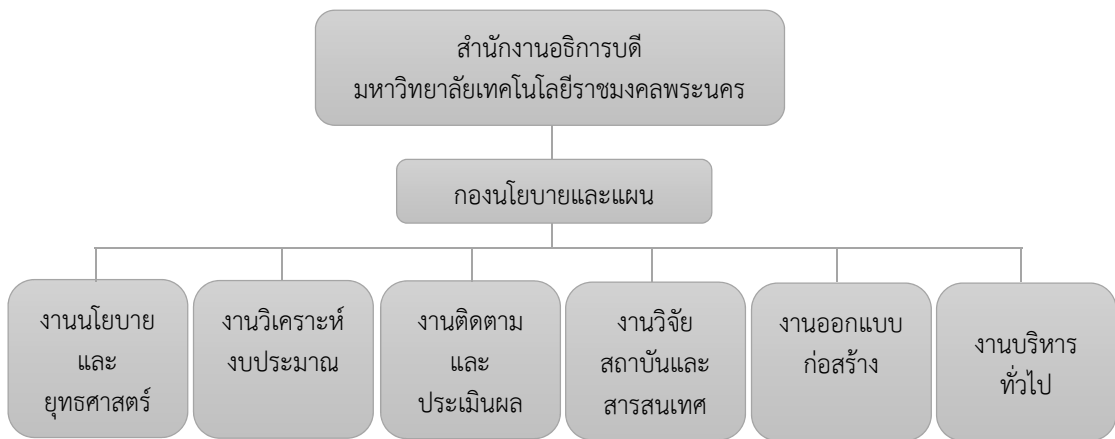 สำนักงานอธิการบดี
มหาวิทยาลัยเทคโนโลยีราชมงคลพระนคร
กองนโยบายและแผน
งานนโยบาย
และ
ยุทธศาสตร์
งานวิเคราะห์
งบประมาณ
งานติดตาม
และ
ประเมินผล
งานวิจัย
สถาบันและ
สารสนเทศ
งานออกแบบ
ก่อสร้าง
งานบริหาร
ทั่วไป